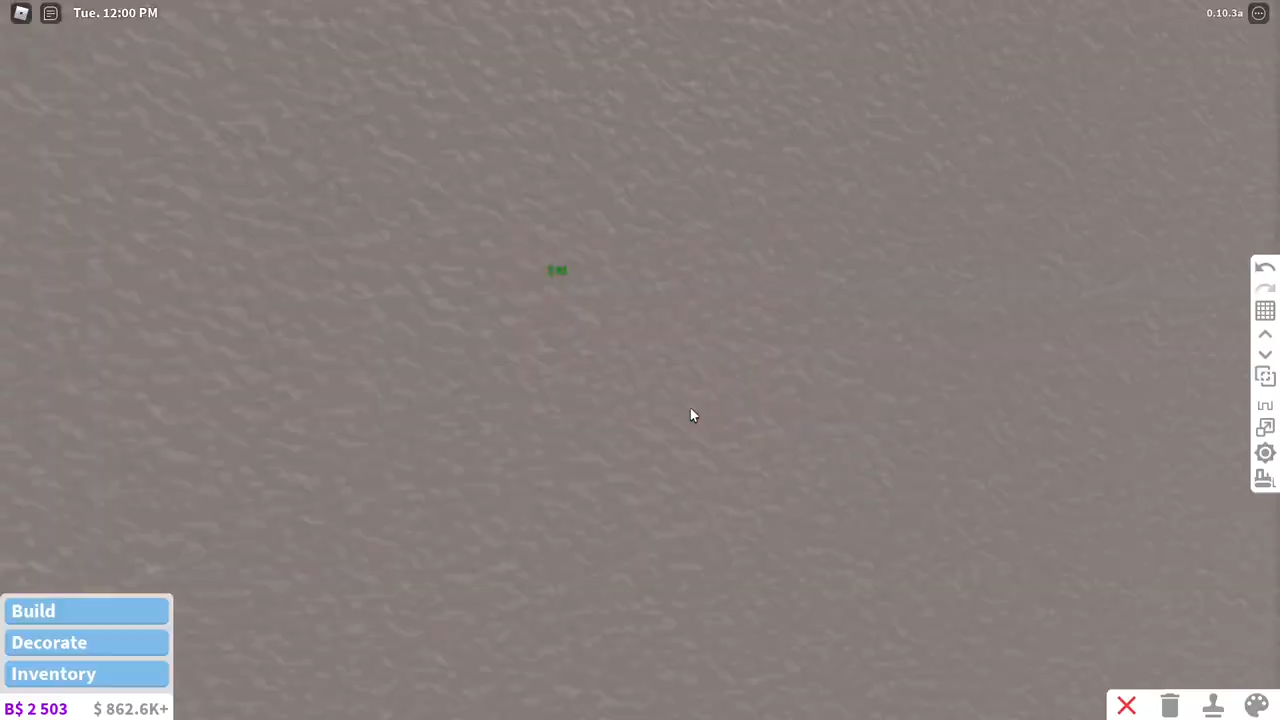 Tue. 12:00 PM
0.10.3a
Build
Decorate
Inventory
B$ 2 503 $ 862.6K+